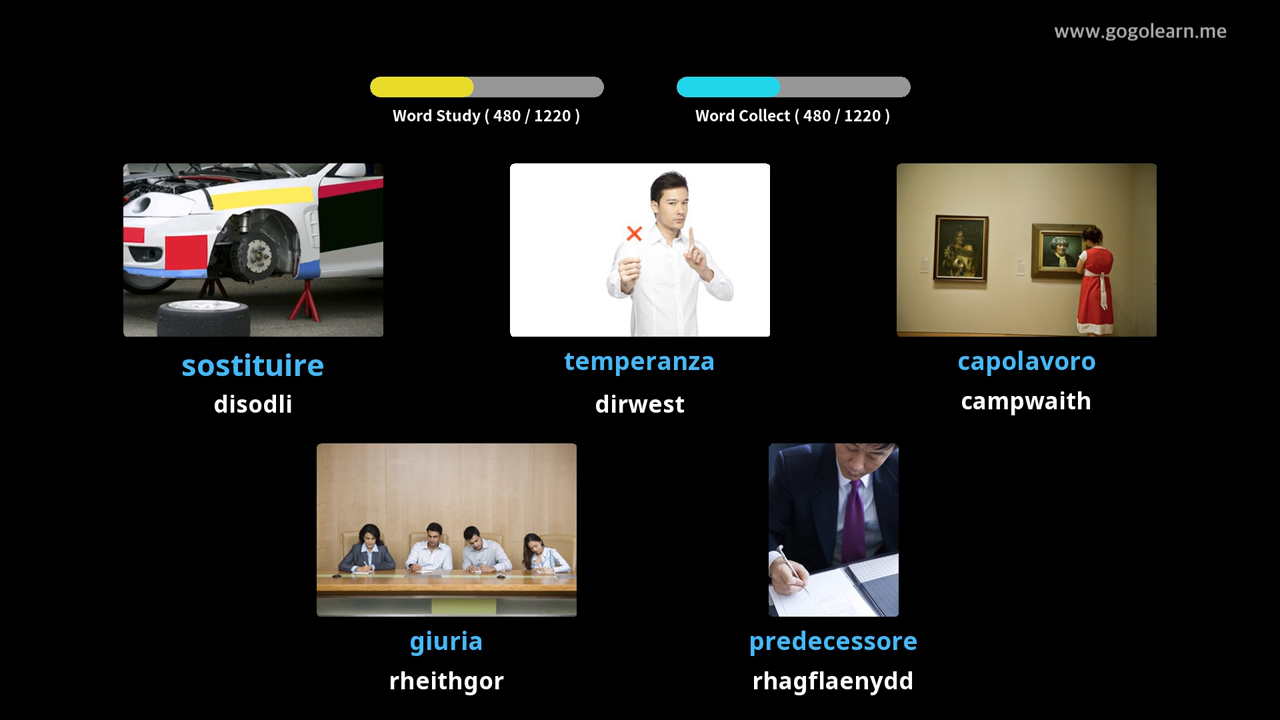 www.gogolearn.me
Word Study ( 480 / 1220 )
Word Collect ( 480 / 1220 )
sostituire
disodli
temperanza
dirwest
capolavoro
campwaith
giuria
rheithgor
predecessore
rhagflaenydd